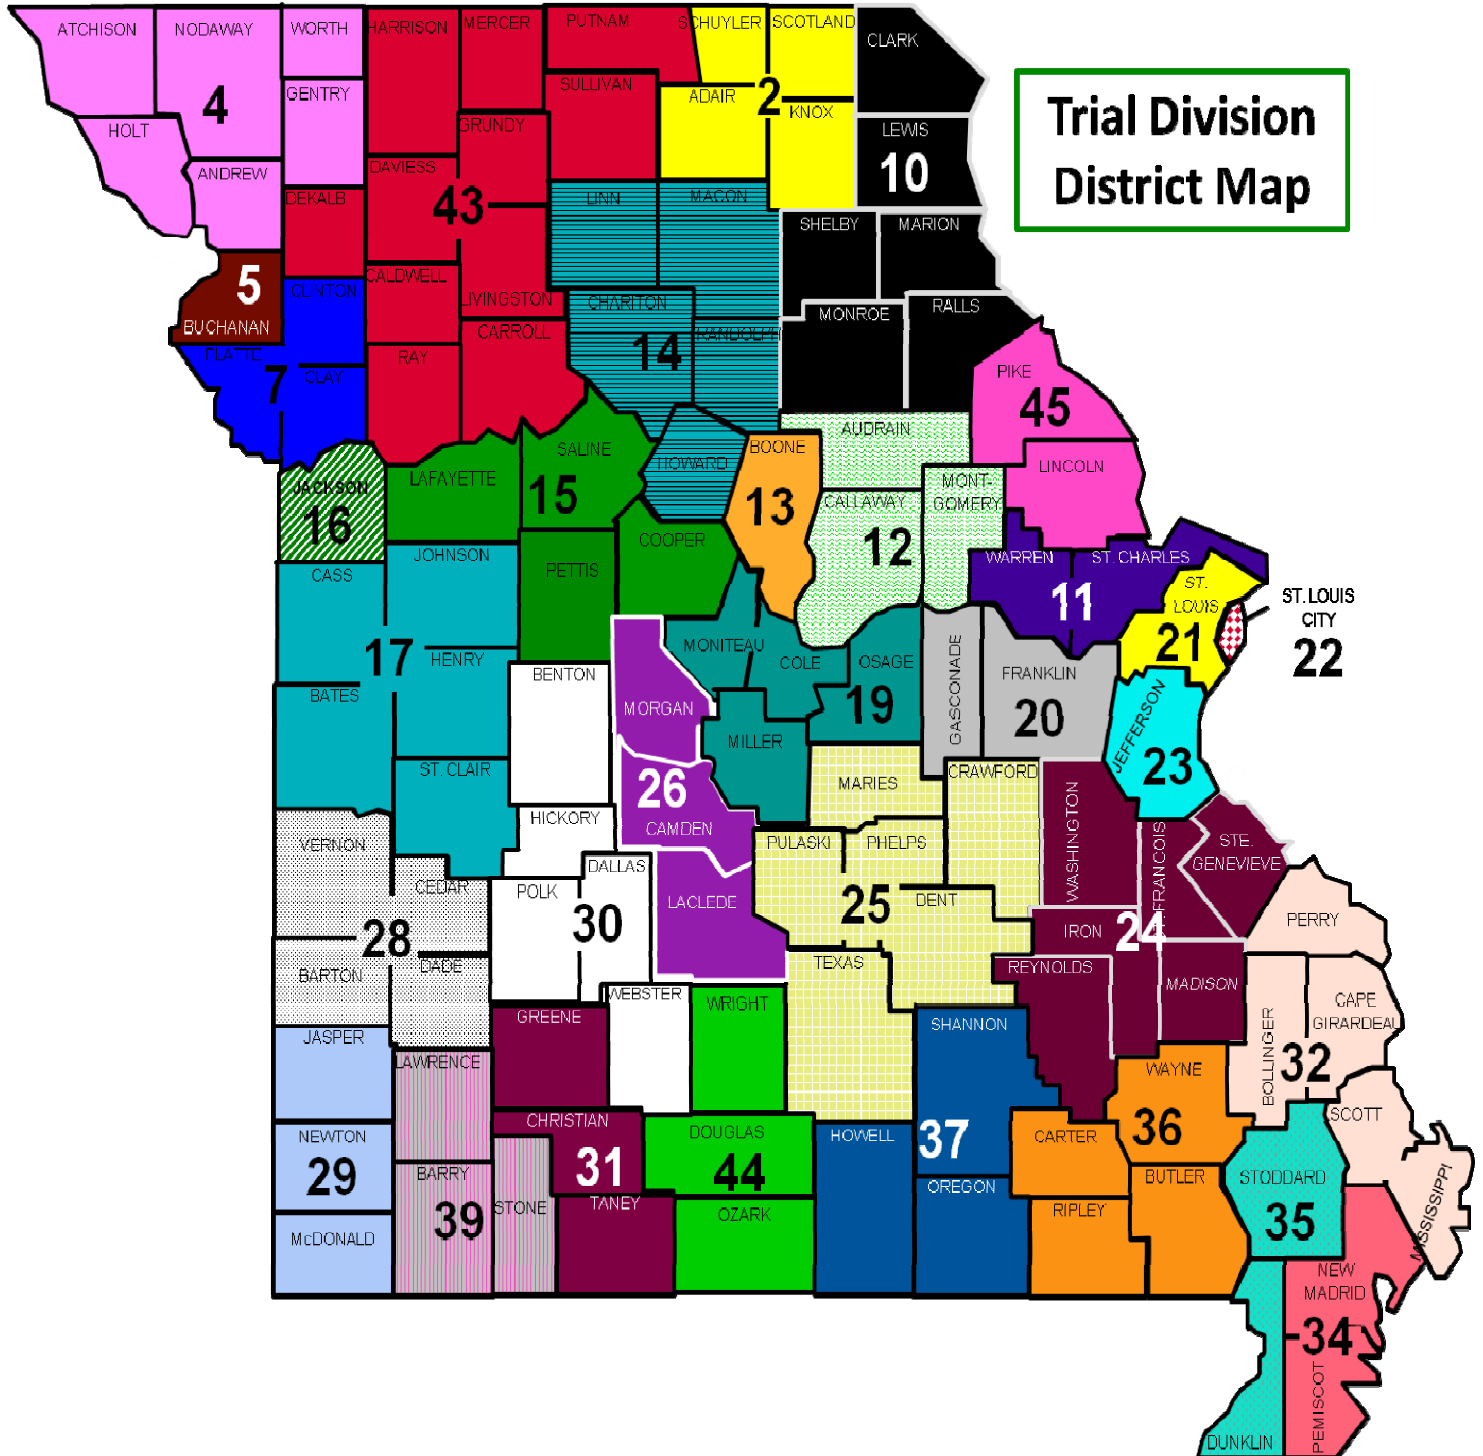 ATCHISON
NODAWAY
WORTH
HARRISON
MERCER
PUTNAM
SCHUYLER
SCOTLAND
CLARK
Trial Division
District Map
HOLT
4
GENTRY
GRUNDY
SULLIVAN
ADAIR
2
KNOX
LEWIS
10
ANDREW
DEKALB
DAVIESS
43
LINN
MACON
SHELBY
MARION
5
BUCHANAN
CLINTON
CALDWELL
LIVINGSTON
CHARITON
RANDOLPH
MONROE
RALLS
PLATTE
7
CLAY
RAY
CARROLL
14
PIKE
45
JACKSON
16
LAFAYETTE
SALINE
15
HOWARD
BOONE
13
AUDRAIN
CALLAWAY
12
MONT-
GOMERY
LINCOLN
CASS
JOHNSON
PETTIS
COOPER
WARREN
ST. CHARLES
11
ST.
LOUIS
21
ST. LOUIS
CITY
22
17
HENRY
BATES
BENTON
MORGAN
MONITEAU
COLE
OSAGE
19
GASCONADE
FRANKLIN
20
JEFFERSON
23
ST. CLAIR
26
CAMDEN
MILLER
MARIES
CRAWFORD
WASHINGTON
VERNON
CEDAR
HICKORY
DALLAS
POLK
30
LACLEDE
PULASKI
PHELPS
25
DENT
FRANCOIS
STE.
GENEVIEVE
28
BARTON
DADE
TEXAS
IRON
24
REYNOLDS
MADISON
PERRY
JASPER
LAWRENCE
GREENE
WEBSTER
WRIGHT
SHANNON
WAYNE
BOLLINGER
CAPE
GIRARDEAU
32
NEWTON
29
BARRY
39
CHRISTIAN
31
DOUGLAS
44
HOWELL
37
CARTER
36
BUTLER
STODDARD
35
SCOTT
MISSISSIPPI
McDONALD
STONE
TANEY
OZARK
OREGON
RIPLEY
NEW
MADRID
34
PEMISCOT
DUNKLIN